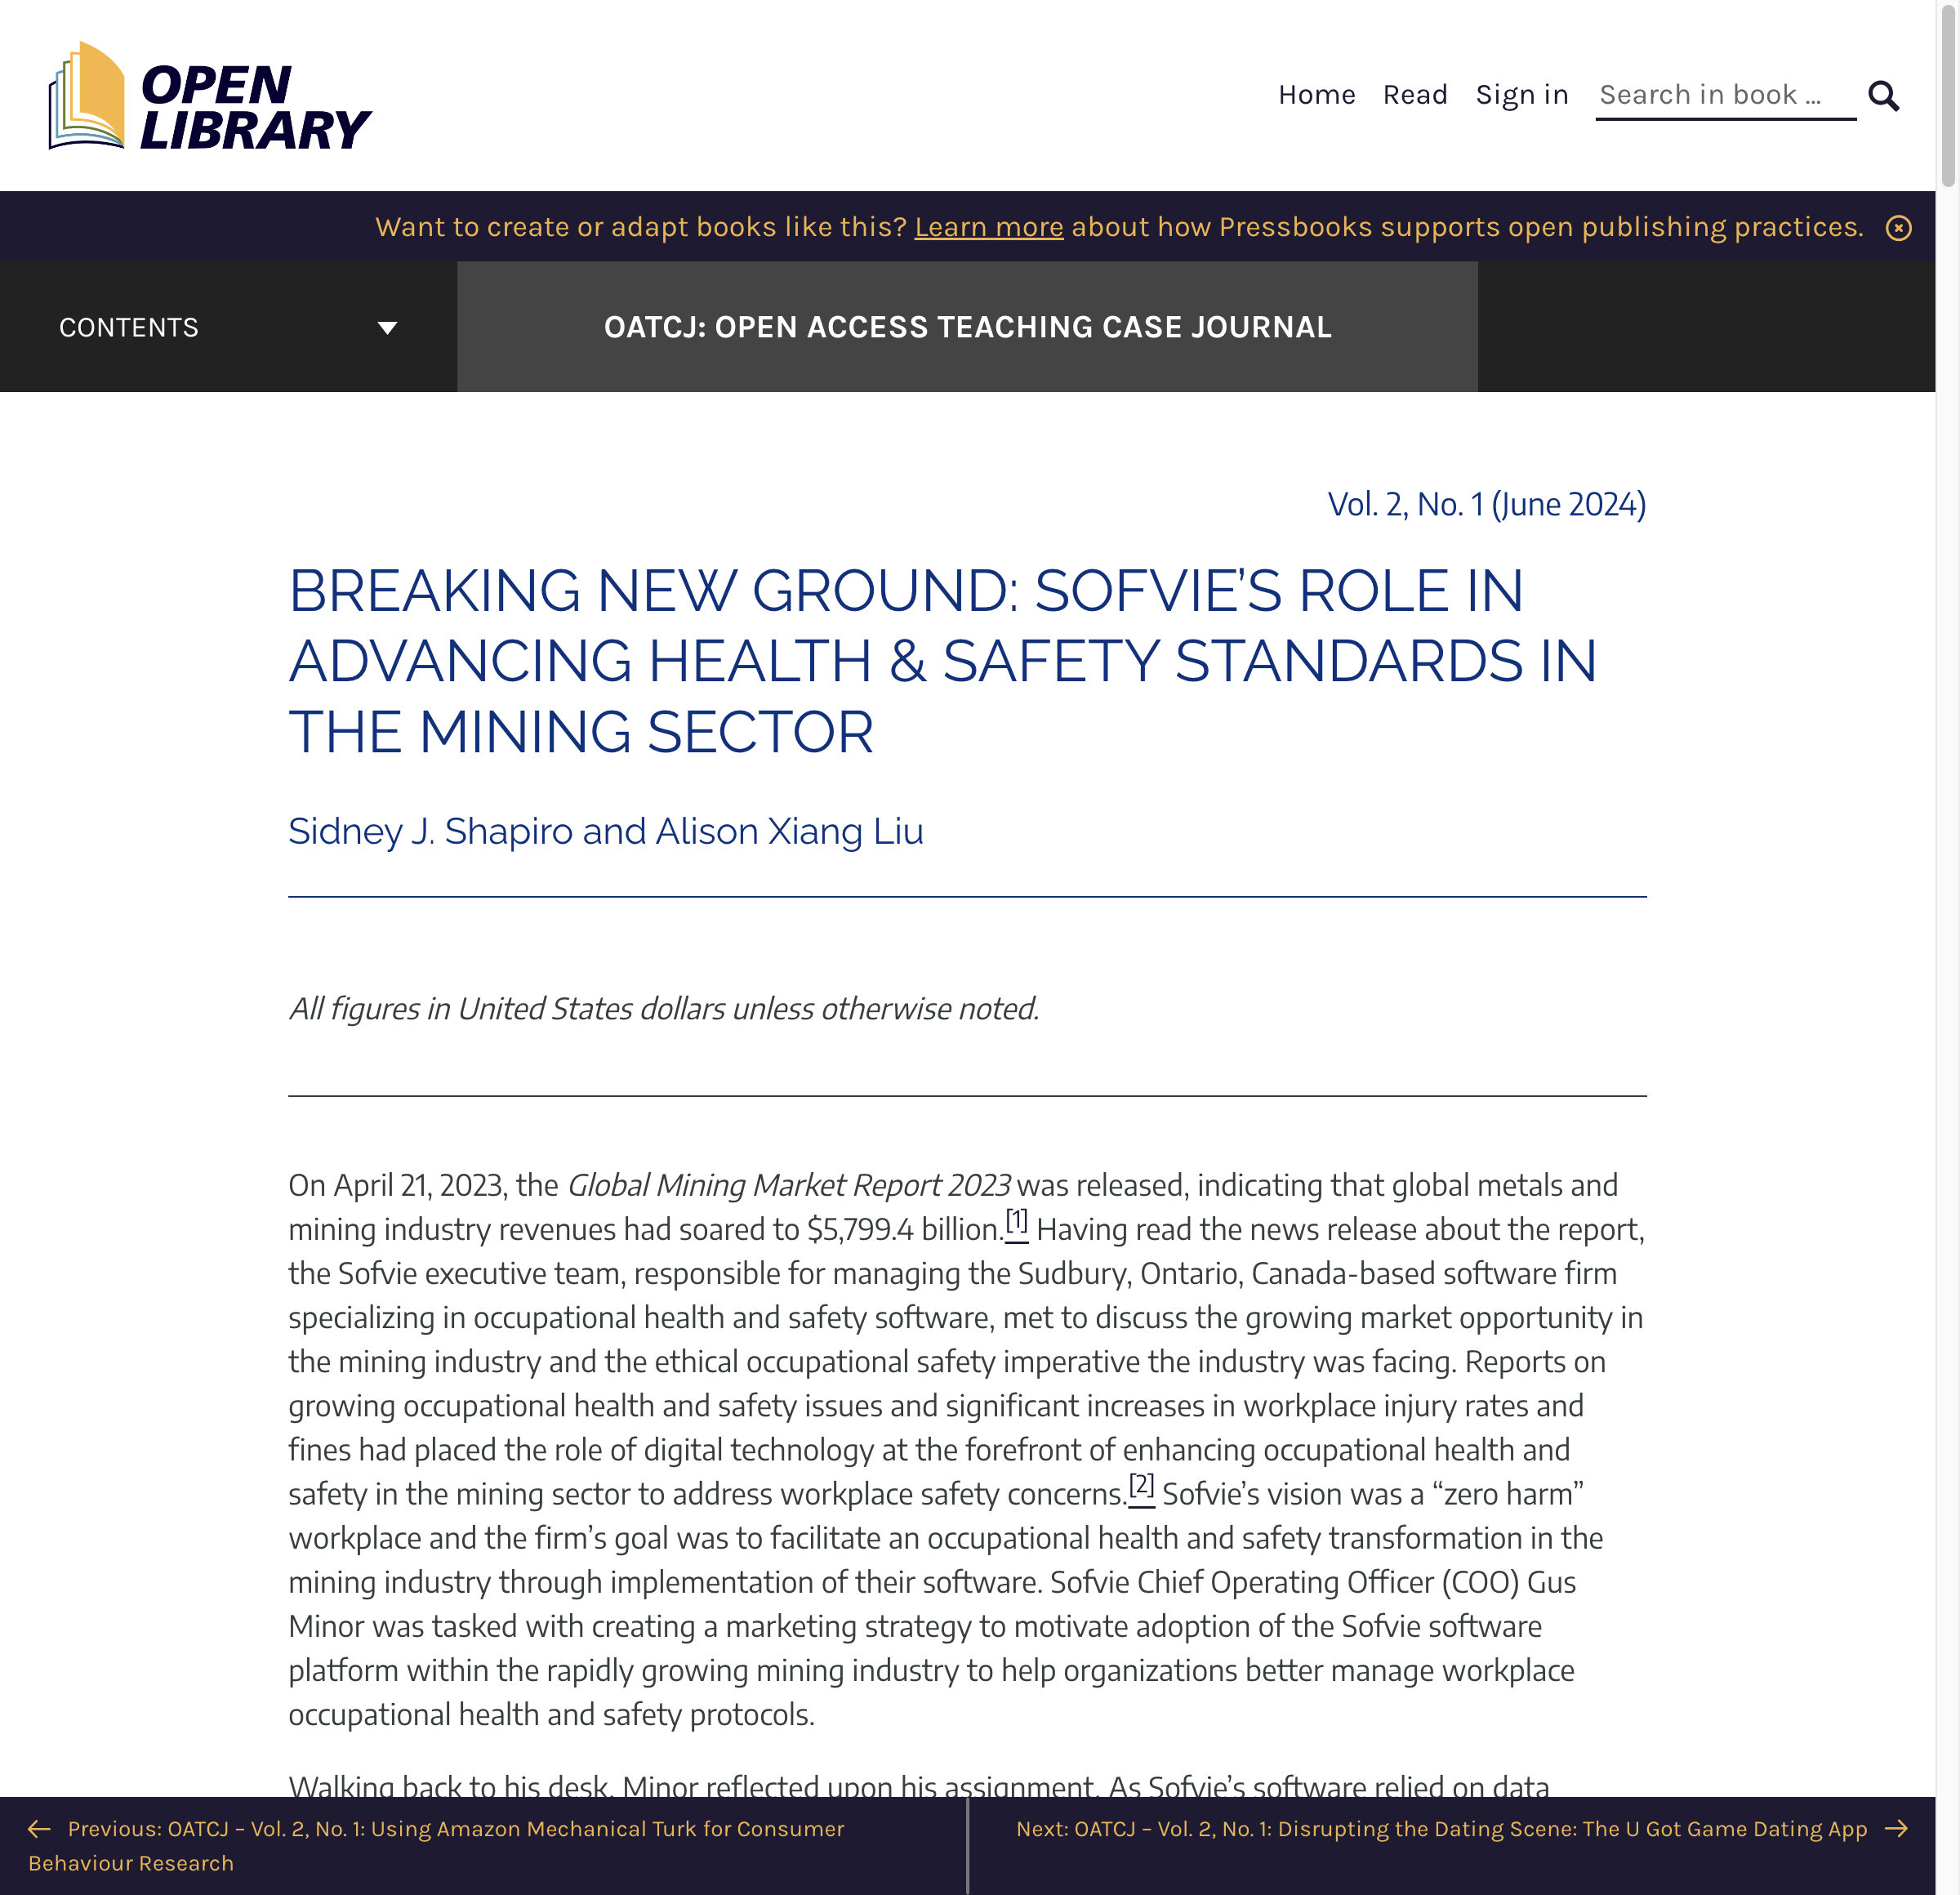 OPEN
LIBRARY
Home Read Sign in Search in book …
Want to create or adapt books like this? Learn more about how Pressbooks supports open publishing practices.
CONTENTS
OATCJ: OPEN ACCESS TEACHING CASE JOURNAL
Vol. 2, No. 1 (June 2024)
BREAKING NEW GROUND: SOFVIE’S ROLE IN
ADVANCING HEALTH & SAFETY STANDARDS IN
THE MINING SECTOR
Sidney J. Shapiro and Alison Xiang Liu
All figures in United States dollars unless otherwise noted.
On April 21, 2023, the Global Mining Market Report 2023 was released, indicating that global metals and
mining industry revenues had soared to $5,799.4 billion.[1] Having read the news release about the report,
the Sofvie executive team, responsible for managing the Sudbury, Ontario, Canada-based software firm
specializing in occupational health and safety software, met to discuss the growing market opportunity in
the mining industry and the ethical occupational safety imperative the industry was facing. Reports on
growing occupational health and safety issues and significant increases in workplace injury rates and
fines had placed the role of digital technology at the forefront of enhancing occupational health and
safety in the mining sector to address workplace safety concerns.[2] Sofvie’s vision was a “zero harm”
workplace and the firm’s goal was to facilitate an occupational health and safety transformation in the
mining industry through implementation of their software. Sofvie Chief Operating Officer (COO) Gus
Minor was tasked with creating a marketing strategy to motivate adoption of the Sofvie software
platform within the rapidly growing mining industry to help organizations better manage workplace
occupational health and safety protocols.
Walking back to his desk, Minor reflected upon his assignment. As Sofvie’s software relied on data
← Previous: OATCJ – Vol. 2, No. 1: Using Amazon Mechanical Turk for Consumer
Behaviour Research
Next: OATCJ – Vol. 2, No. 1: Disrupting the Dating Scene: The U Got Game Dating App →